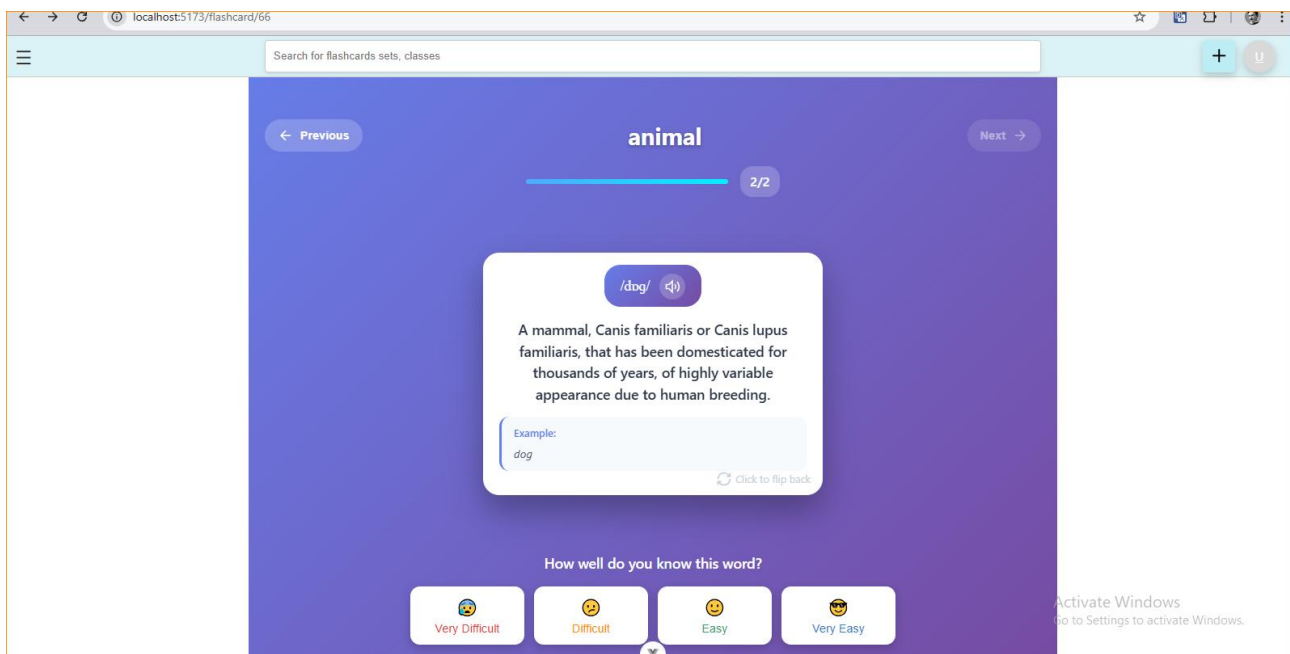 localhost:5173/flashcard/66
Search for flashcards sets, classes
+
U
← Previous
animal
Next →
2/2
/dɒg/
A mammal, Canis familiaris or Canis lupus
familiaris, that has been domesticated for
thousands of years, of highly variable
appearance due to human breeding.
Example:
dog
Click to flip back
How well do you know this word?
Very Difficult
Difficult
Easy
Very Easy
Activate Windows
Go to Settings to activate Windows.